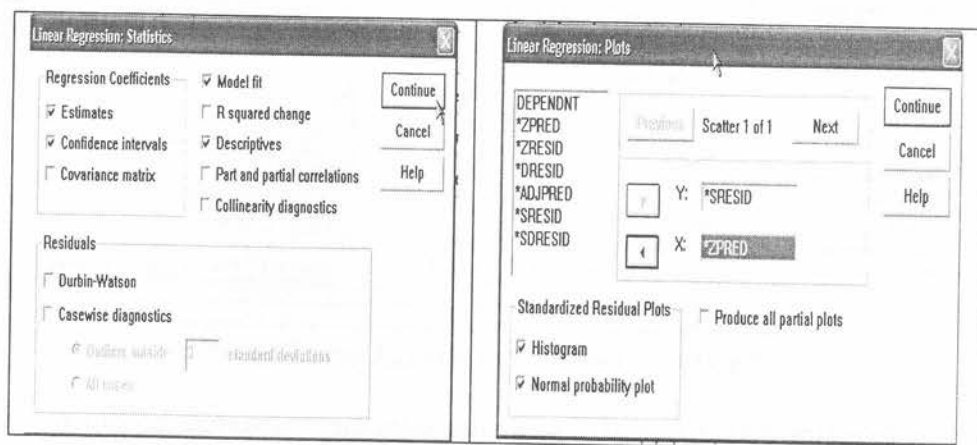 Linear Regression: Statistics
Regression Coefficients
Estimates
Confidence intervals
Covariance matrix
Model fit
R squared change
Descriptives
Part and partial correlations
Collinearity diagnostics
Continue
Cancel
Help
Residuals
Durbin-Watson
Casewise diagnostics
Outliers outside
standard deviations
Linear Regression: Plots
DEPENDNT
*ZPRED
*ZRESID
*DRESID
*ADJPRED
*SRESID
*SDRESID
Previous Scatter 1 of 1 Next
Y: *SRESID
X: *ZPRED
Continue
Cancel
Help
Standardized Residual Plots
Histogram
Normal probability plot
Produce all partial plots